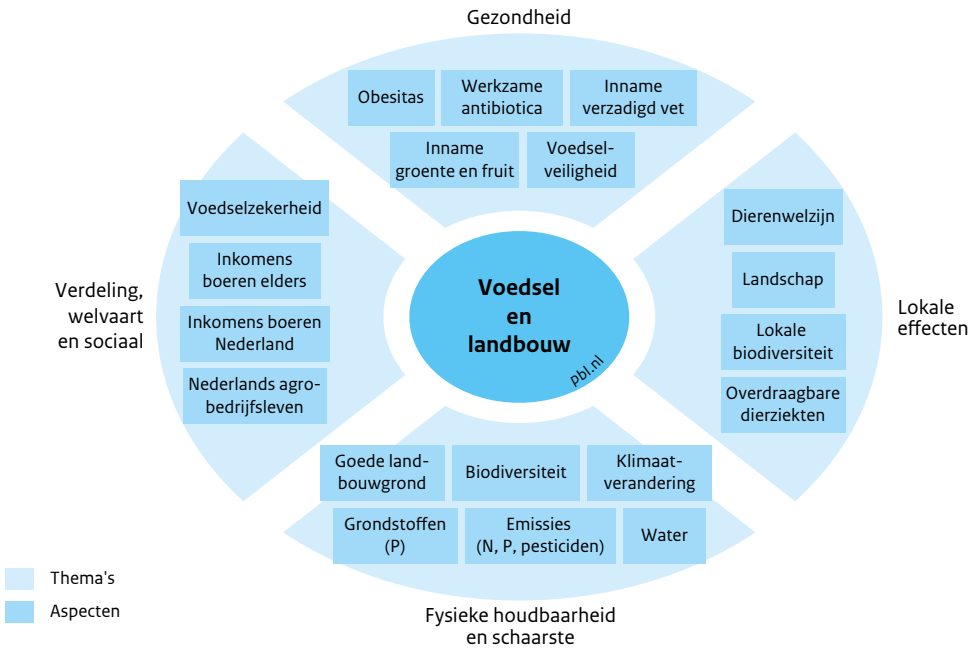 Gezondheid
Obesitas
Werkzame
antibiotica
Inname
verzadigd vet
Inname
groente en fruit
Voedsel-
veiligheid
Verdeling,
welvaart
en sociaal
Voedselzekerheid
Inkomens
boeren elders
Inkomens boeren
Nederland
Nederlands agro-
bedrijfsleven
Voedsel
en
landbouw
pbl.nl
Dierenwelzijn
Landschap
Lokale
biodiversiteit
Overdraagbare
dierziekten
Lokale
effecten
Goede land-
bouwgrond
Biodiversiteit
Klimaat-
verandering
Grondstoffen
(P)
Emissies
(N, P, pesticiden)
Water
Fysieke houdbaarheid
en schaarste
Thema's
Aspecten